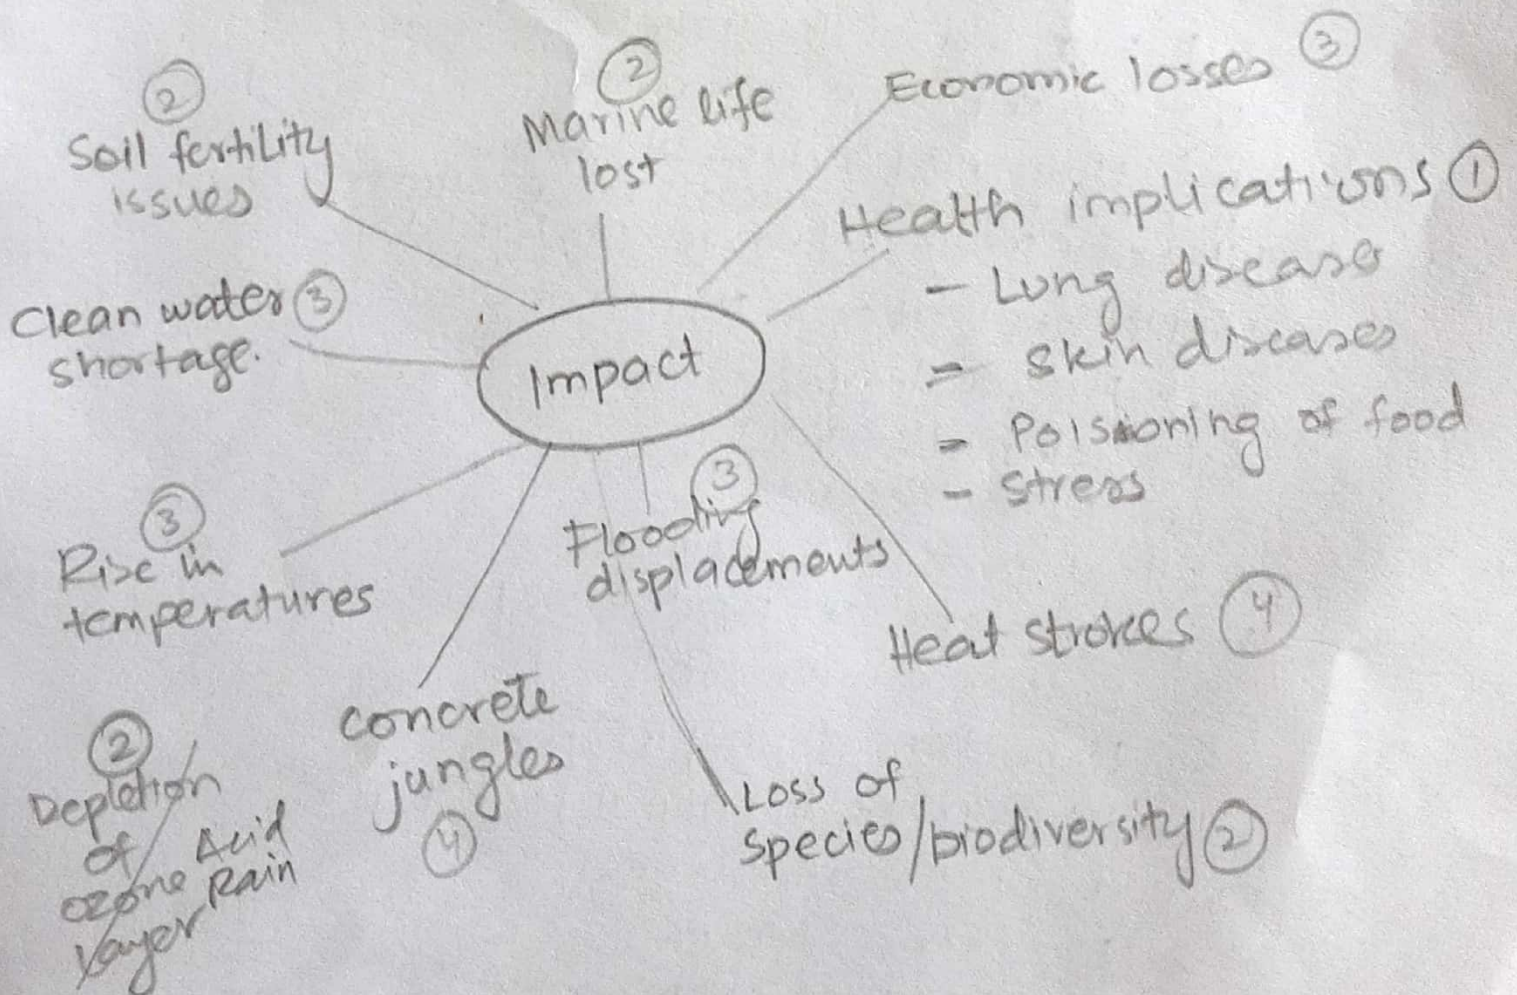 ②
Soil fertility
issues
②
Marine life
lost
Economic losses ③
Health implications ①
- Lung diseases
- Skin diseases
- Poisioning of food
- Stress
Clean water ③
shortage.
Impact
③
Rise in
temperatures
③
Flooding
displacements
Heat strokes ④
concrete
jungles
④
Loss of
species/biodiversity ②
②
Depletion
of
ozone
layer
Acid
Rain